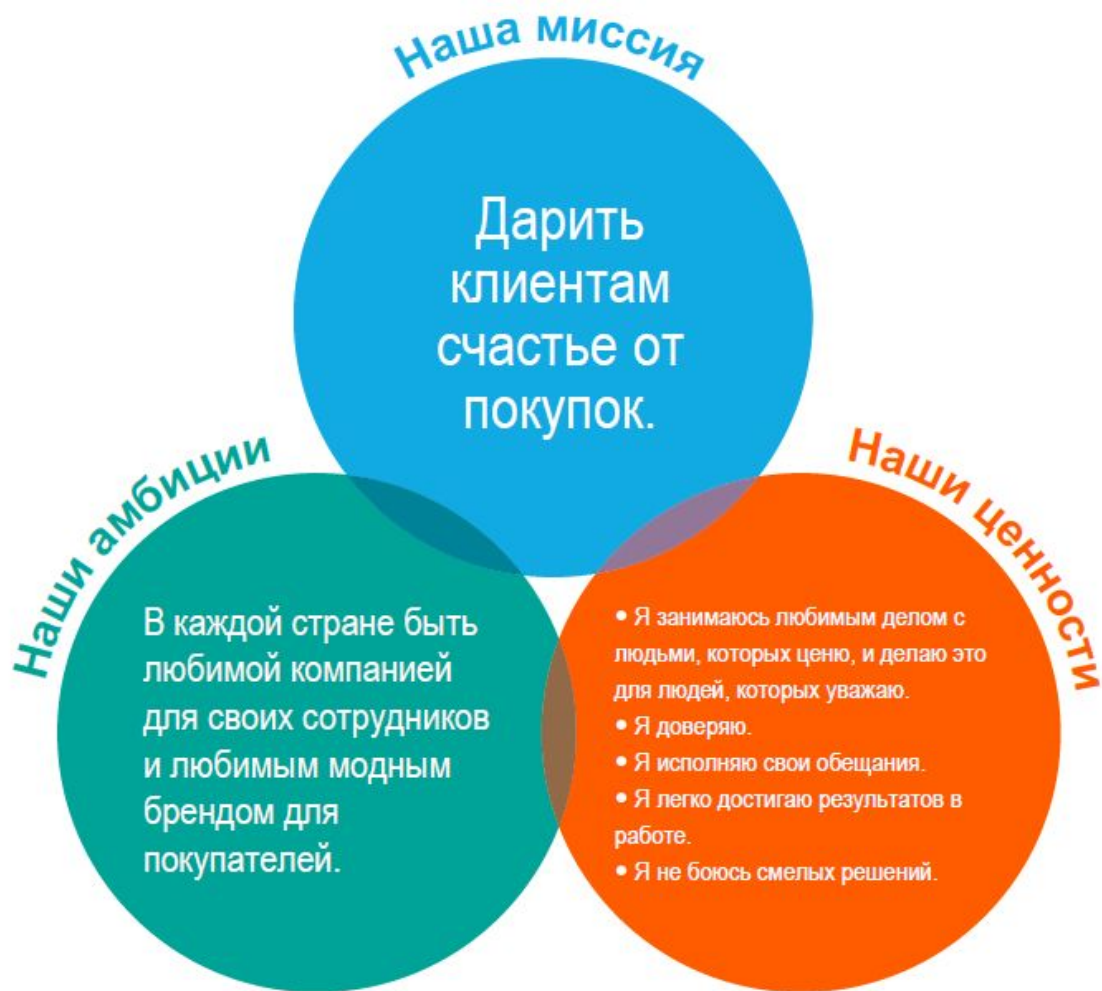 Наша миссия
Дарить
клиентам
счастье от
покупок.
Наши амбиции
В каждой стране быть
любимой компанией
для своих сотрудников
и любимым модным
брендом для
покупателей.
Наши ценности
• Я занимаюсь любимым делом с
людьми, которых ценю, и делаю это
для людей, которых уважаю.
• Я доверяю.
• Я исполняю свои обещания.
• Я легко достигаю результатов в
работе.
• Я не боюсь смелых решений.